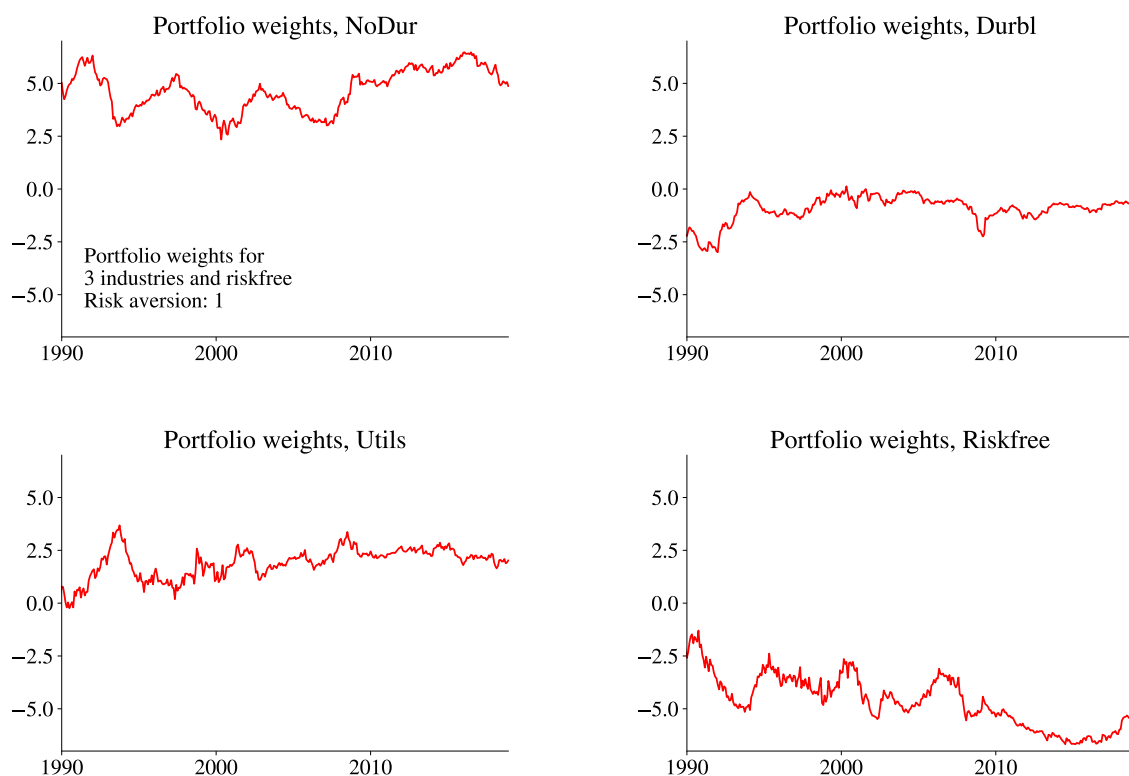 Portfolio weights, NoDur
5.0
2.5
0.0
−2.5
−5.0
Portfolio weights for
3 industries and riskfree
Risk aversion: 1
1990 2000 2010
Portfolio weights, Durbl
5.0
2.5
0.0
−2.5
−5.0
1990 2000 2010
Portfolio weights, Utils
5.0
2.5
0.0
−2.5
−5.0
1990 2000 2010
Portfolio weights, Riskfree
5.0
2.5
0.0
−2.5
−5.0
1990 2000 2010